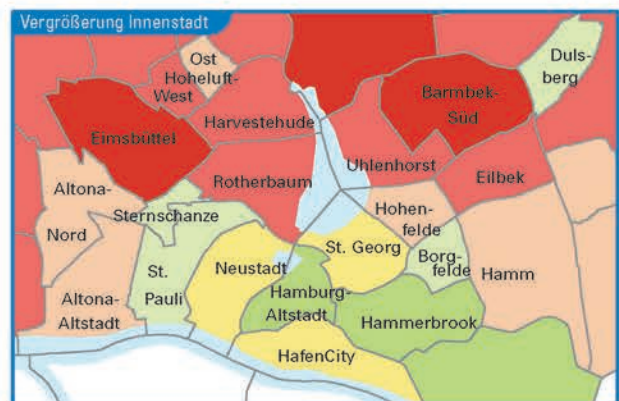 Vergrößerung Innenstadt
Ost
Hoheluft-
West
Duls-
berg
Barmbek-
Süd
Eimsbüttel
Harvestehude
Uhlenhorst
Eilbek
Rotherbaum
Altona-
Nord
Sternschanze
Hohen-
felde
St. Georg
Borg-
felde
Hamm
St.
Pauli
Neustadt
Hamburg-
Altstadt
Altona-
Altstadt
Hammerbrook
HafenCity